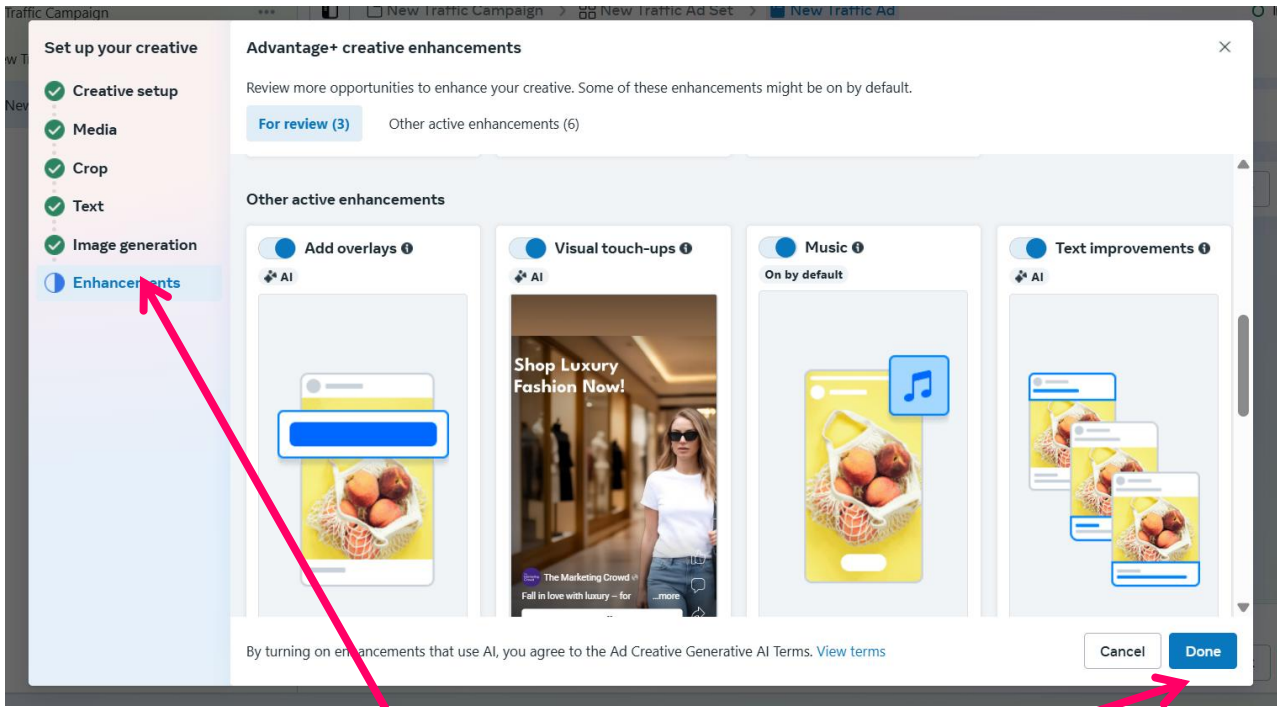 Traffic Campaign
New Traffic Campaign > New Traffic Ad Set > New Traffic Ad
Set up your creative
Creative setup
Media
Crop
Text
Image generation
Enhancements
Advantage+ creative enhancements
Review more opportunities to enhance your creative. Some of these enhancements might be on by default.
For review (3) Other active enhancements (6)
Other active enhancements
Add overlays
AI
Visual touch-ups
AI
Shop Luxury
Fashion Now!
The Marketing Crowd
Fall in love with luxury – for ...more
Music
On by default
Text improvements
AI
By turning on enhancements that use AI, you agree to the Ad Creative Generative AI Terms. View terms
Cancel Done